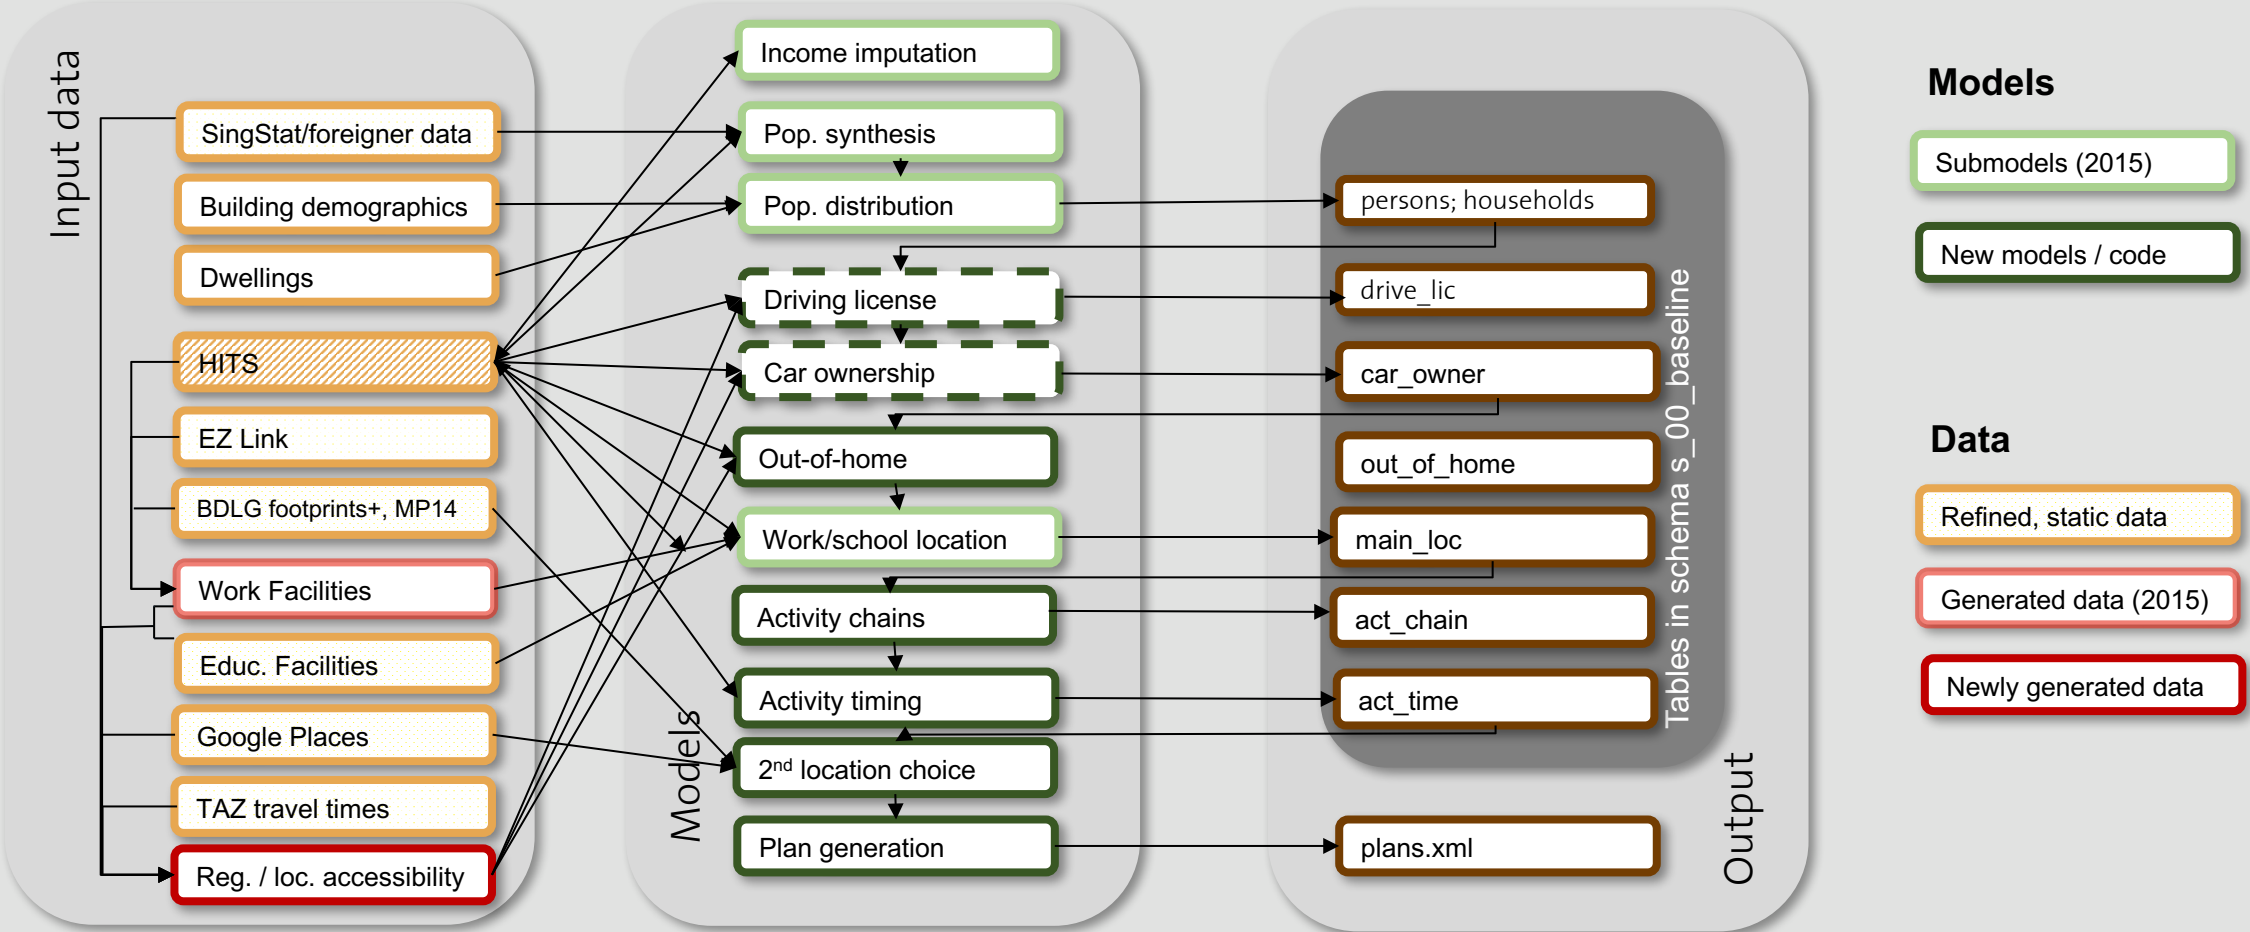 Input data
SingStat/foreigner data
Building demographics
Dwellings
HITS
EZ Link
BDLG footprints+, MP14
Work Facilities
Educ. Facilities
Google Places
TAZ travel times
Reg. / loc. accessibility
Models
Income imputation
Pop. synthesis
Pop. distribution
Driving license
Car ownership
Out-of-home
Work/school location
Activity chains
Activity timing
2nd location choice
Plan generation
Output
Tables in schema s_00_baseline
persons; households
drive_lic
car_owner
out_of_home
main_loc
act_chain
act_time
plans.xml
Models
Submodels (2015)
New models / code
Data
Refined, static data
Generated data (2015)
Newly generated data